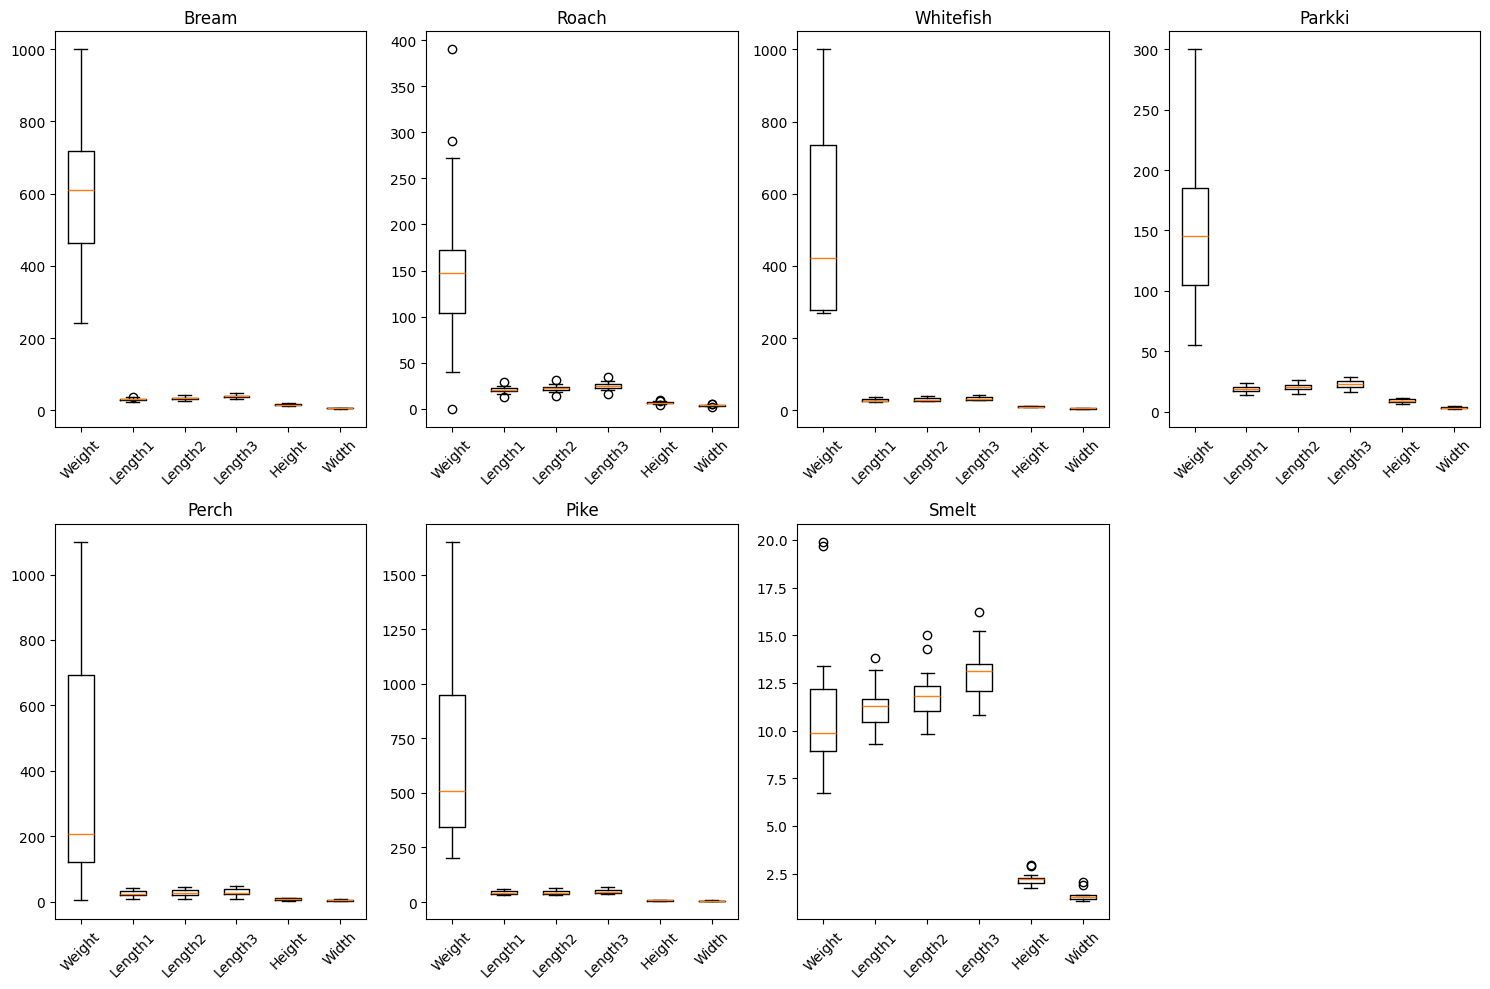 Bream
1000
800
600
400
200
0
Weight
Length1
Length2
Length3
Height
Width
Roach
400
350
300
250
200
150
100
50
0
Weight
Length1
Length2
Length3
Height
Width
Whitefish
1000
800
600
400
200
0
Weight
Length1
Length2
Length3
Height
Width
Parkki
300
250
200
150
100
50
0
Weight
Length1
Length2
Length3
Height
Width
Perch
1000
800
600
400
200
0
Weight
Length1
Length2
Length3
Height
Width
Pike
1500
1250
1000
750
500
250
0
Weight
Length1
Length2
Length3
Height
Width
Smelt
20.0
17.5
15.0
12.5
10.0
7.5
5.0
2.5
Weight
Length1
Length2
Length3
Height
Width